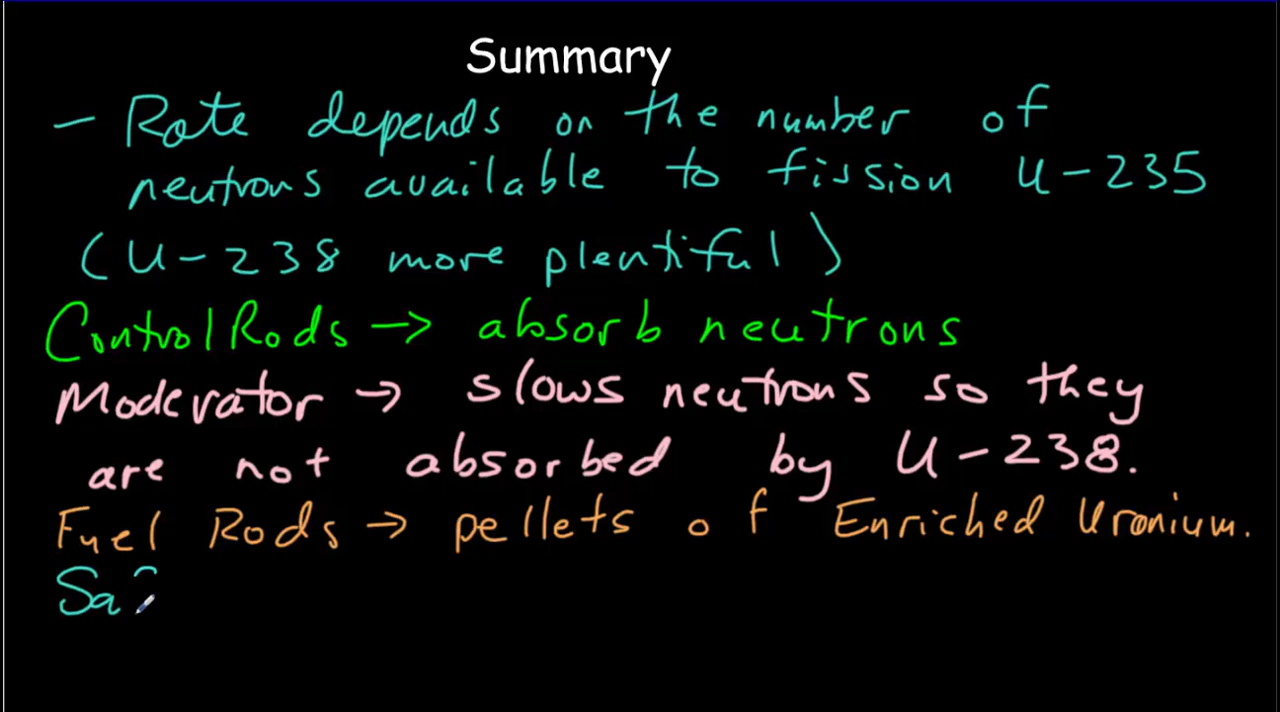 Summary
- Rate depends on the number of
neutrons available to fission U-235
(U-238 more plentiful)
Control Rods → absorb neutrons
Moderator → slows neutrons so they
are not absorbed by U-238.
Fuel Rods → pellets of Enriched Uranium.
Sa